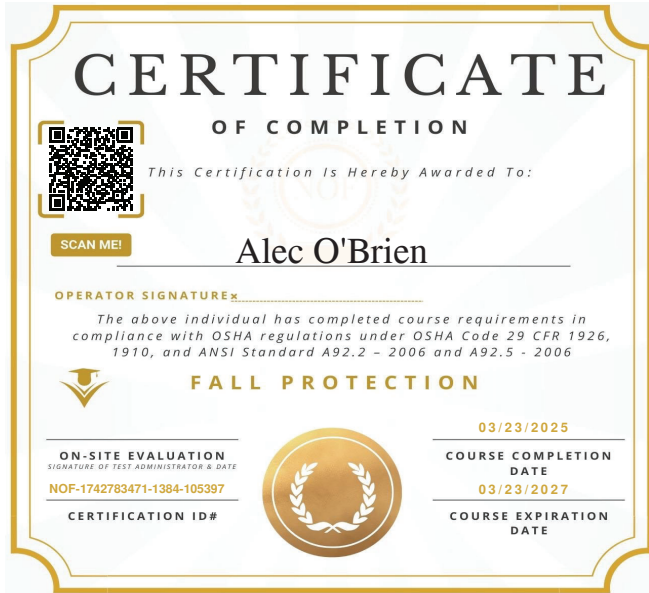 CERTIFICATE
OF COMPLETION
This Certification Is Hereby Awarded To:
NOF
SCAN ME!
Alec O'Brien
OPERATOR SIGNATURE×
The above individual has completed course requirements in
compliance with OSHA regulations under OSHA Code 29 CFR 1926,
1910, and ANSI Standard A92.2 – 2006 and A92.5 - 2006
FALL PROTECTION
03/23/2025
ON-SITE EVALUATION
SIGNATURE OF TEST ADMINISTRATOR & DATE
COURSE COMPLETION
DATE
NOF-1742783471-1384-105397
03/23/2027
CERTIFICATION ID#
COURSE EXPIRATION
DATE